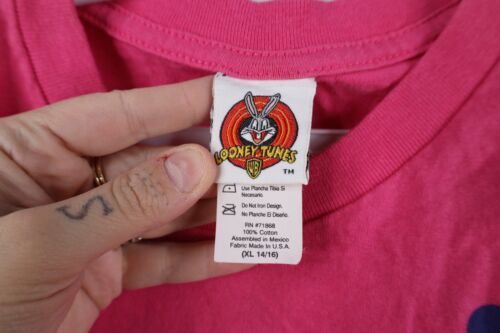 LOONEY TUNES
WB
TM
Use Plancha Tibia Si
Necesario
Do Not Iron Design.
No Planche El Diseño.
RN #71868
100% Cotton
Assembled in Mexico
Fabric Made In U.S.A.
(XL 14/16)